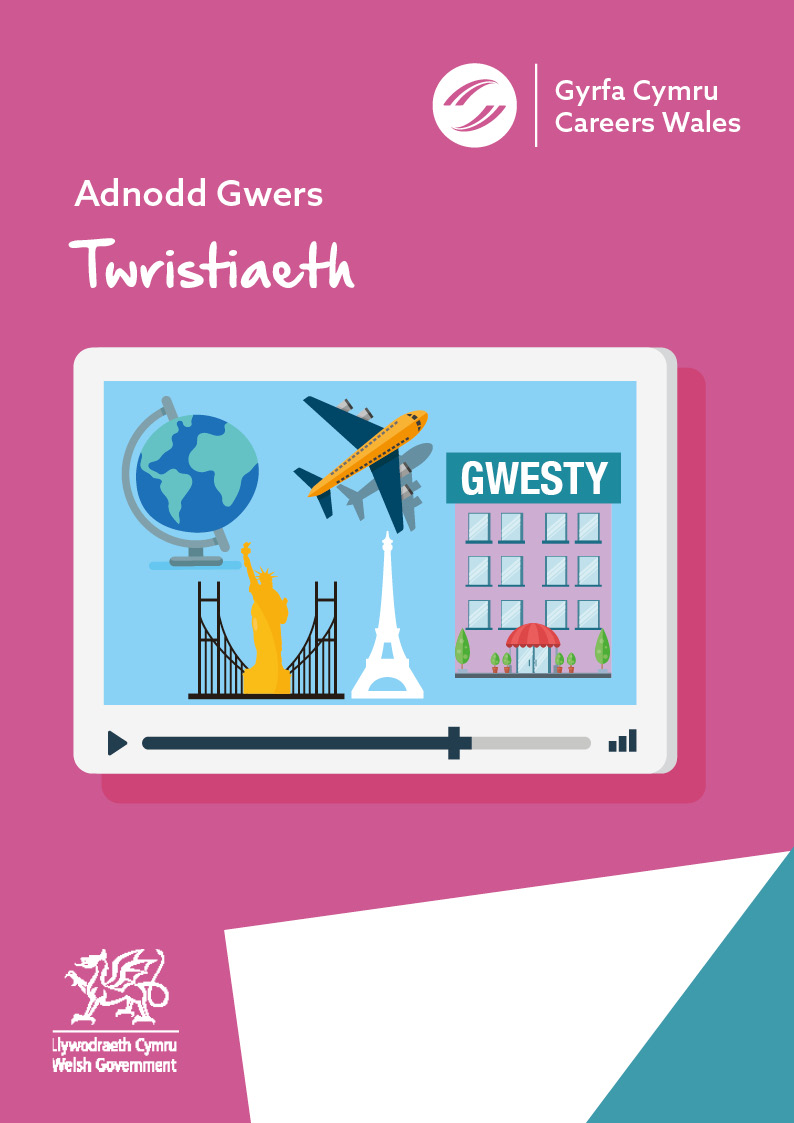 Gyrfa Cymru
Careers Wales
Adnodd Gwers
Twristiaeth
GWESTY
Llywodraeth Cymru
Welsh Government